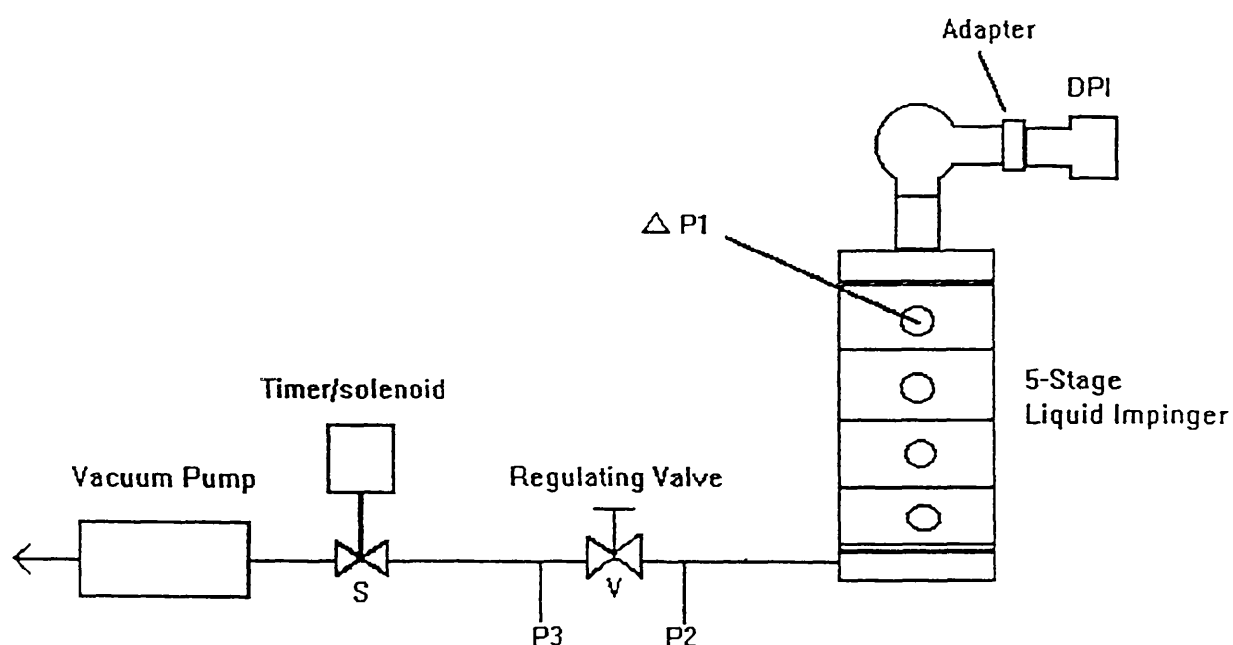 Adapter
DPI
△ P1
5-Stage
Liquid Impinger
Timer/solenoid
Vacuum Pump
Regulating Valve
S
V
P3
P2